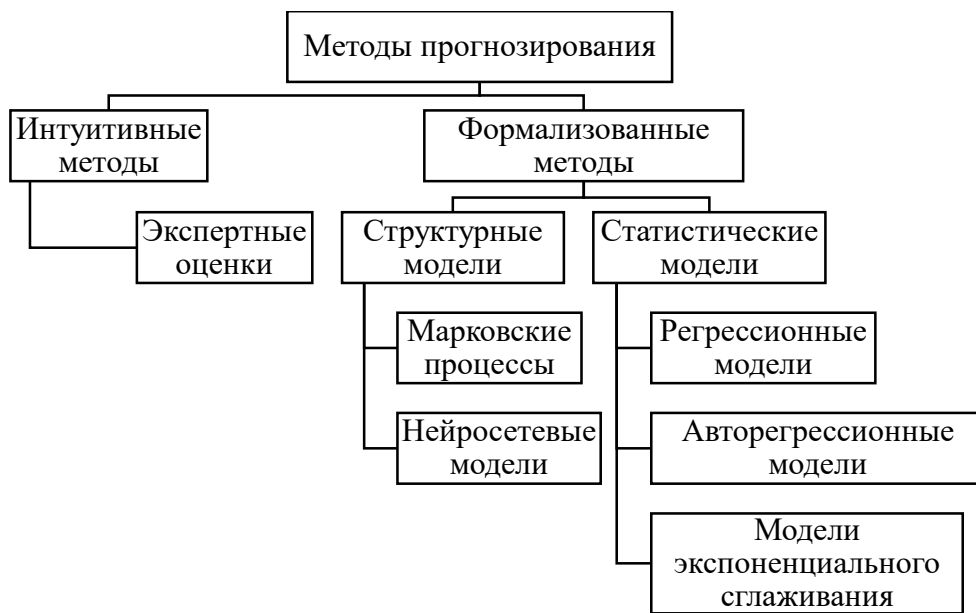 Методы прогнозирования
Интуитивные
методы
Формализованные
методы
Экспертные
оценки
Структурные
модели
Статистические
модели
Марковские
процессы
Регрессионные
модели
Нейросетевые
модели
Авторегрессионные
модели
Модели
экспоненциального
сглаживания